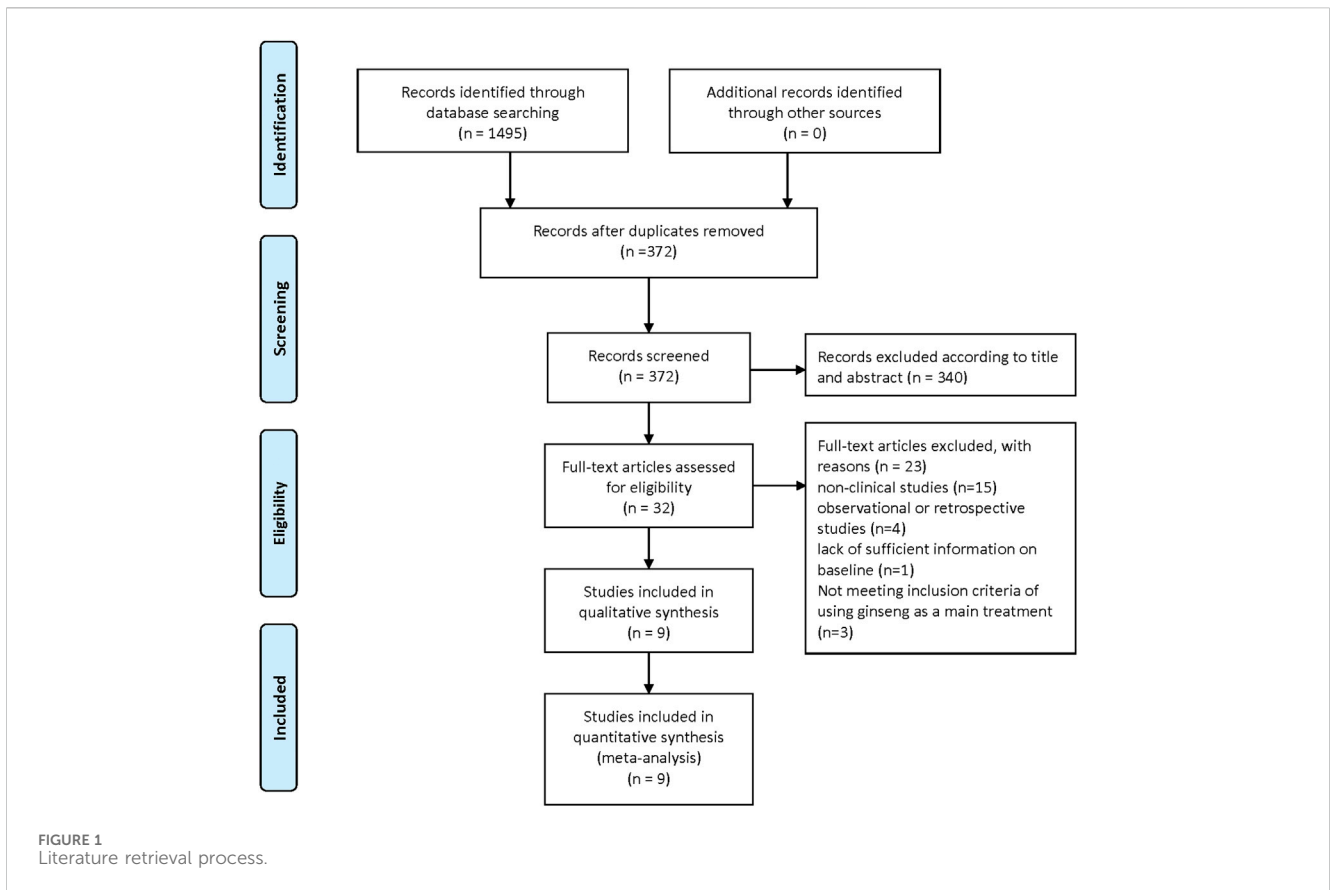 Identification
Records identified through
database searching
(n = 1495)
Additional records identified
through other sources
(n = 0)
Records after duplicates removed
(n =372)
Screening
Records screened
(n = 372)
Records excluded according to title
and abstract (n = 340)
Eligibility
Full-text articles assessed
for eligibility
(n = 32)
Full-text articles excluded, with
reasons (n = 23)
non-clinical studies (n=15)
observational or retrospective
studies (n=4)
lack of sufficient information on
baseline (n=1)
Not meeting inclusion criteria of
using ginseng as a main treatment
(n=3)
Studies included in
qualitative synthesis
(n = 9)
Included
Studies included in
quantitative synthesis
(meta-analysis)
(n = 9)
FIGURE 1
Literature retrieval process.